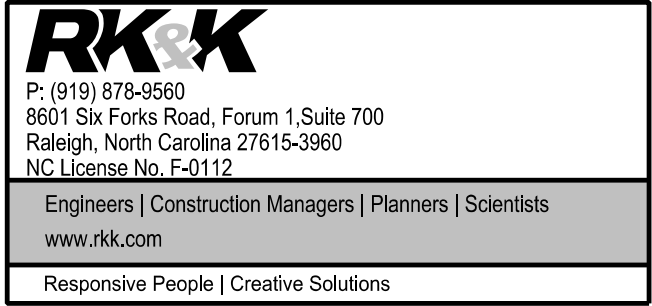 RK&K
P: (919) 878-9560
8601 Six Forks Road, Forum 1,Suite 700
Raleigh, North Carolina 27615-3960
NC License No. F-0112
Engineers | Construction Managers | Planners | Scientists
www.rkk.com
Responsive People | Creative Solutions